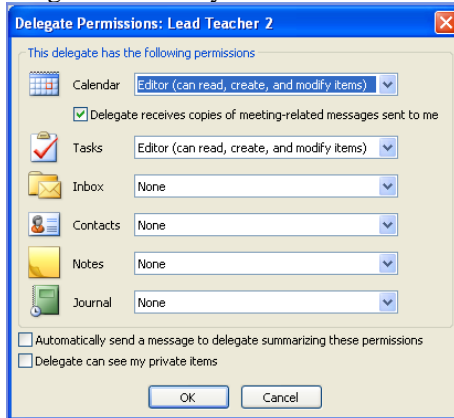 Delegate Permissions: Lead Teacher 2
This delegate has the following permissions
Calendar Editor (can read, create, and modify items)
Delegate receives copies of meeting-related messages sent to me
Tasks Editor (can read, create, and modify items)
Inbox None
Contacts None
Notes None
Journal None
Automatically send a message to delegate summarizing these permissions
Delegate can see my private items
OK Cancel